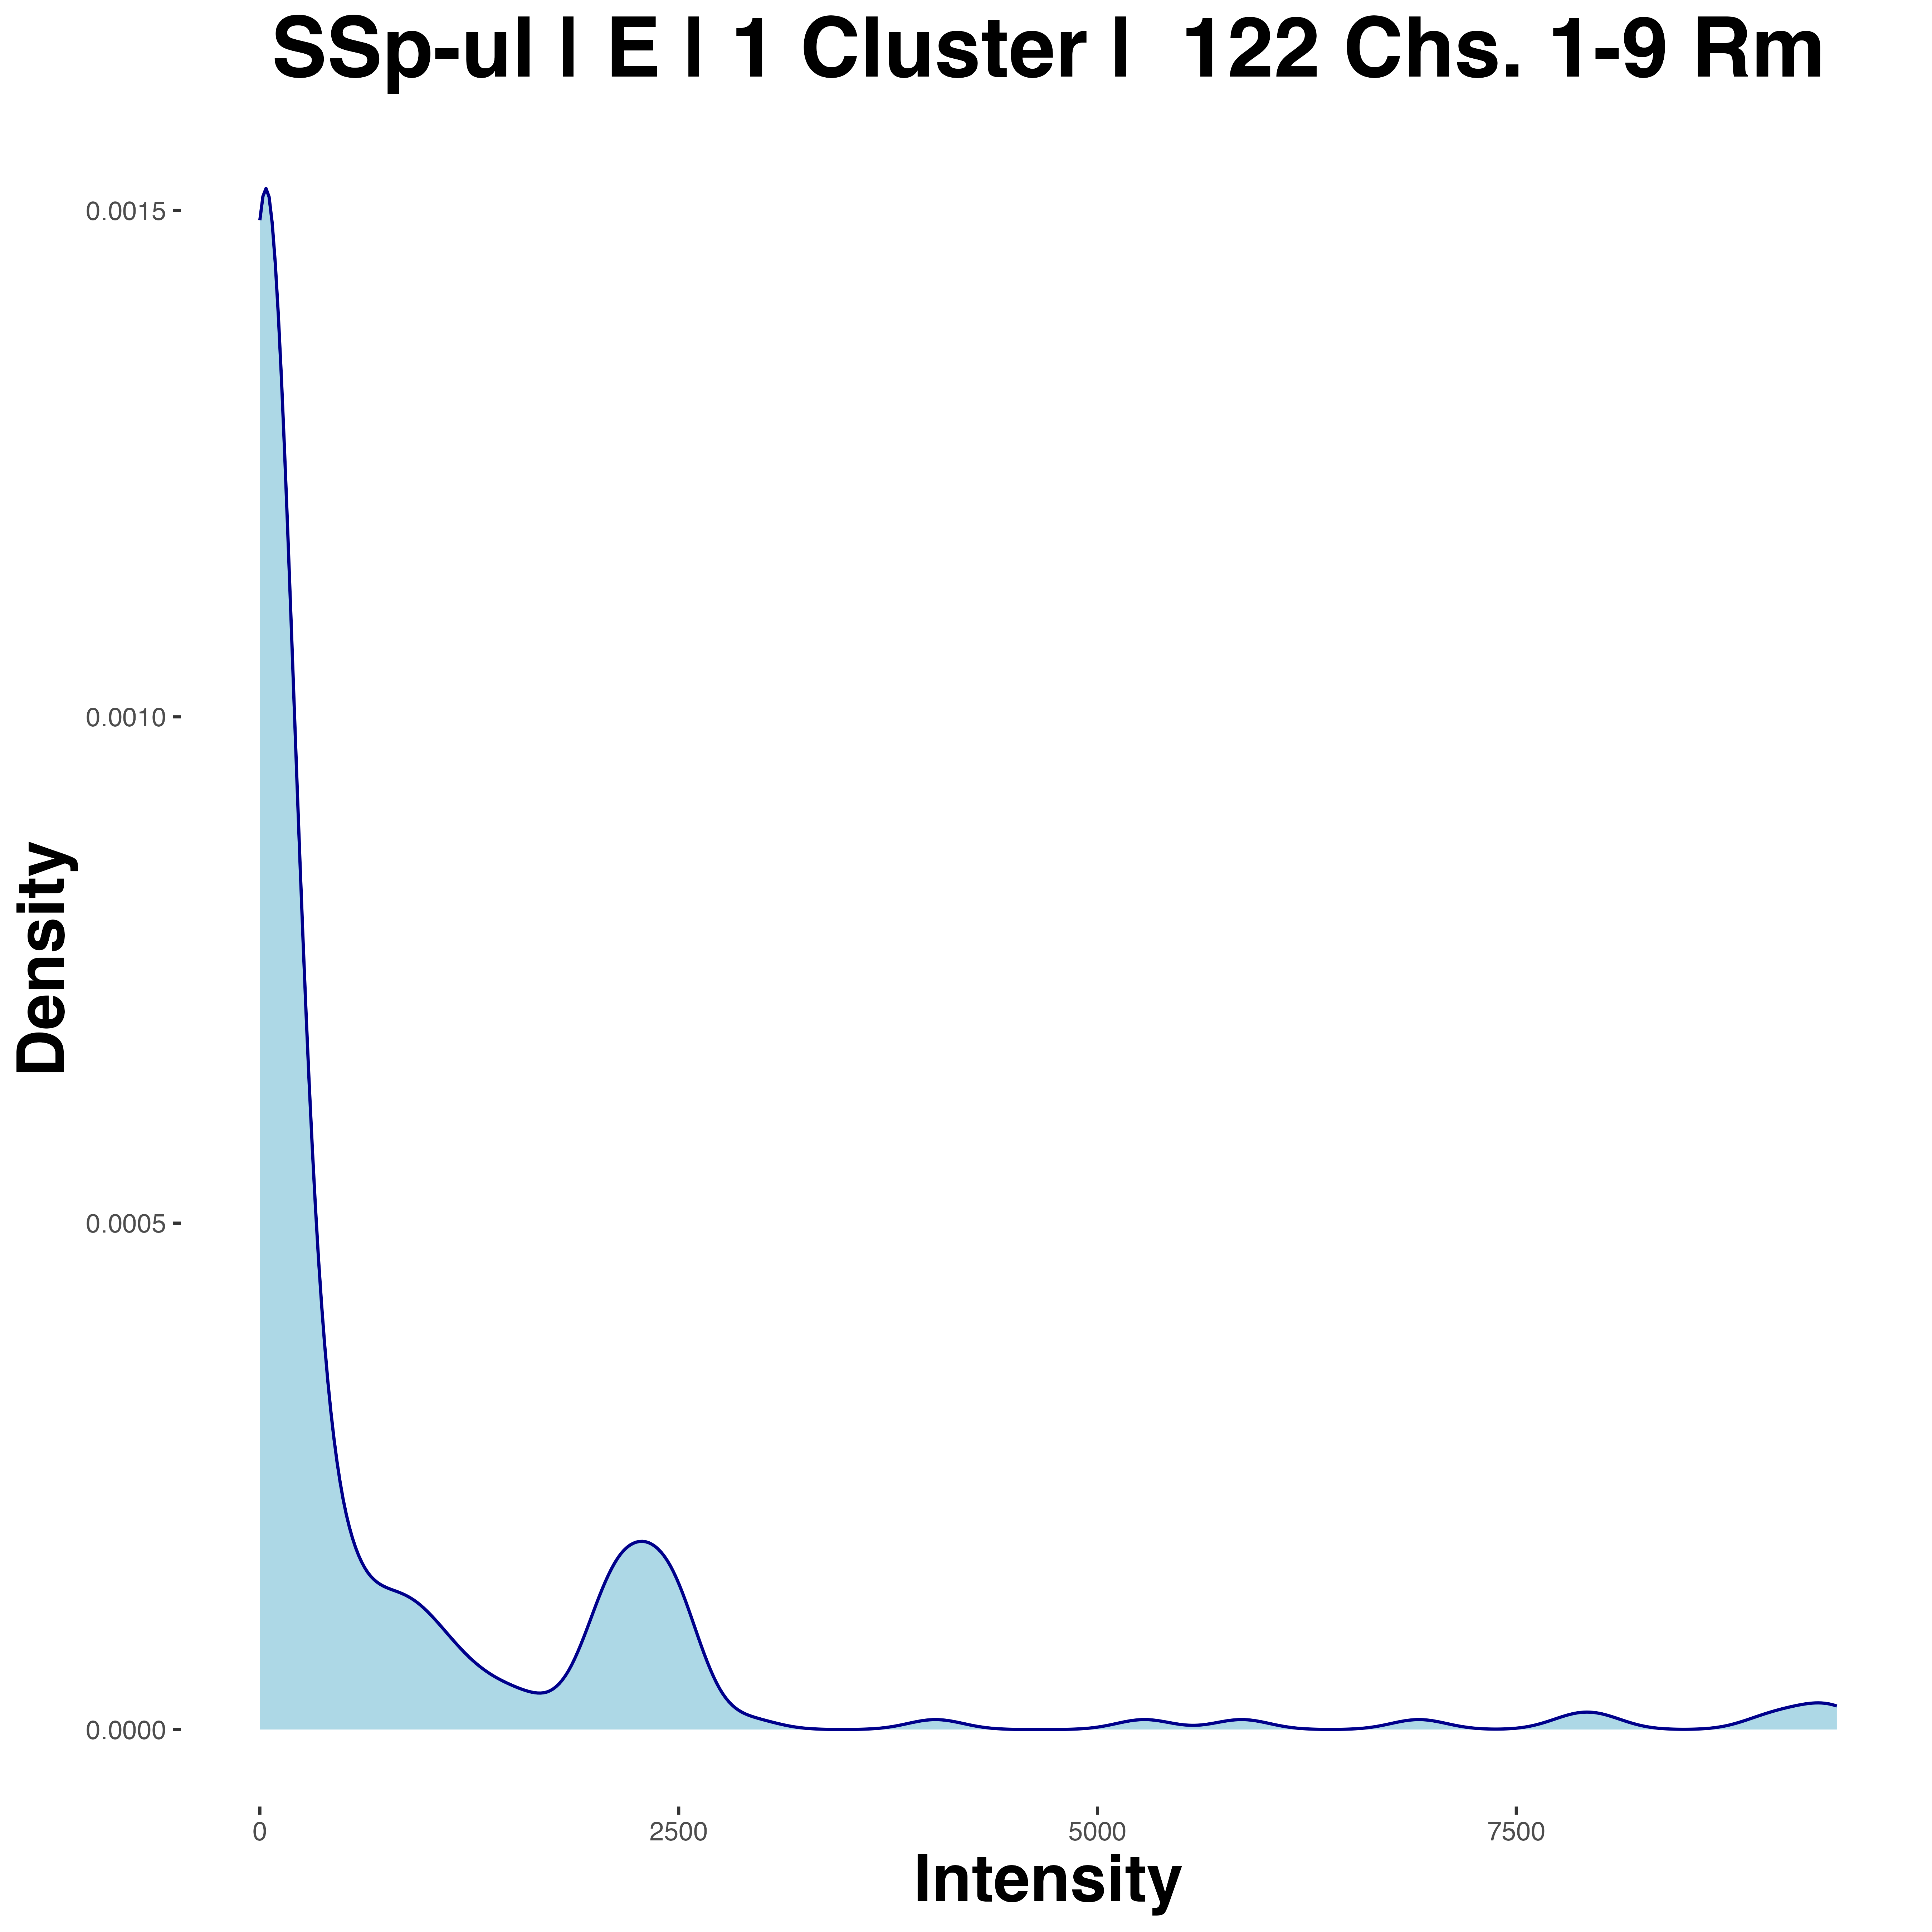 SSp-ul | E | 1 Cluster |  122 Chs. 1-9 Rm
0.0015
0.0010
0.0005
0.0000
Density
0 2500 5000 7500
Intensity